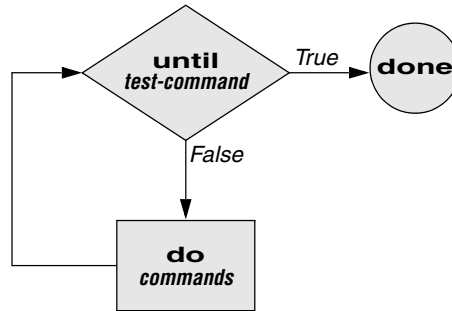 until
test-command
True
done
False
do
commands